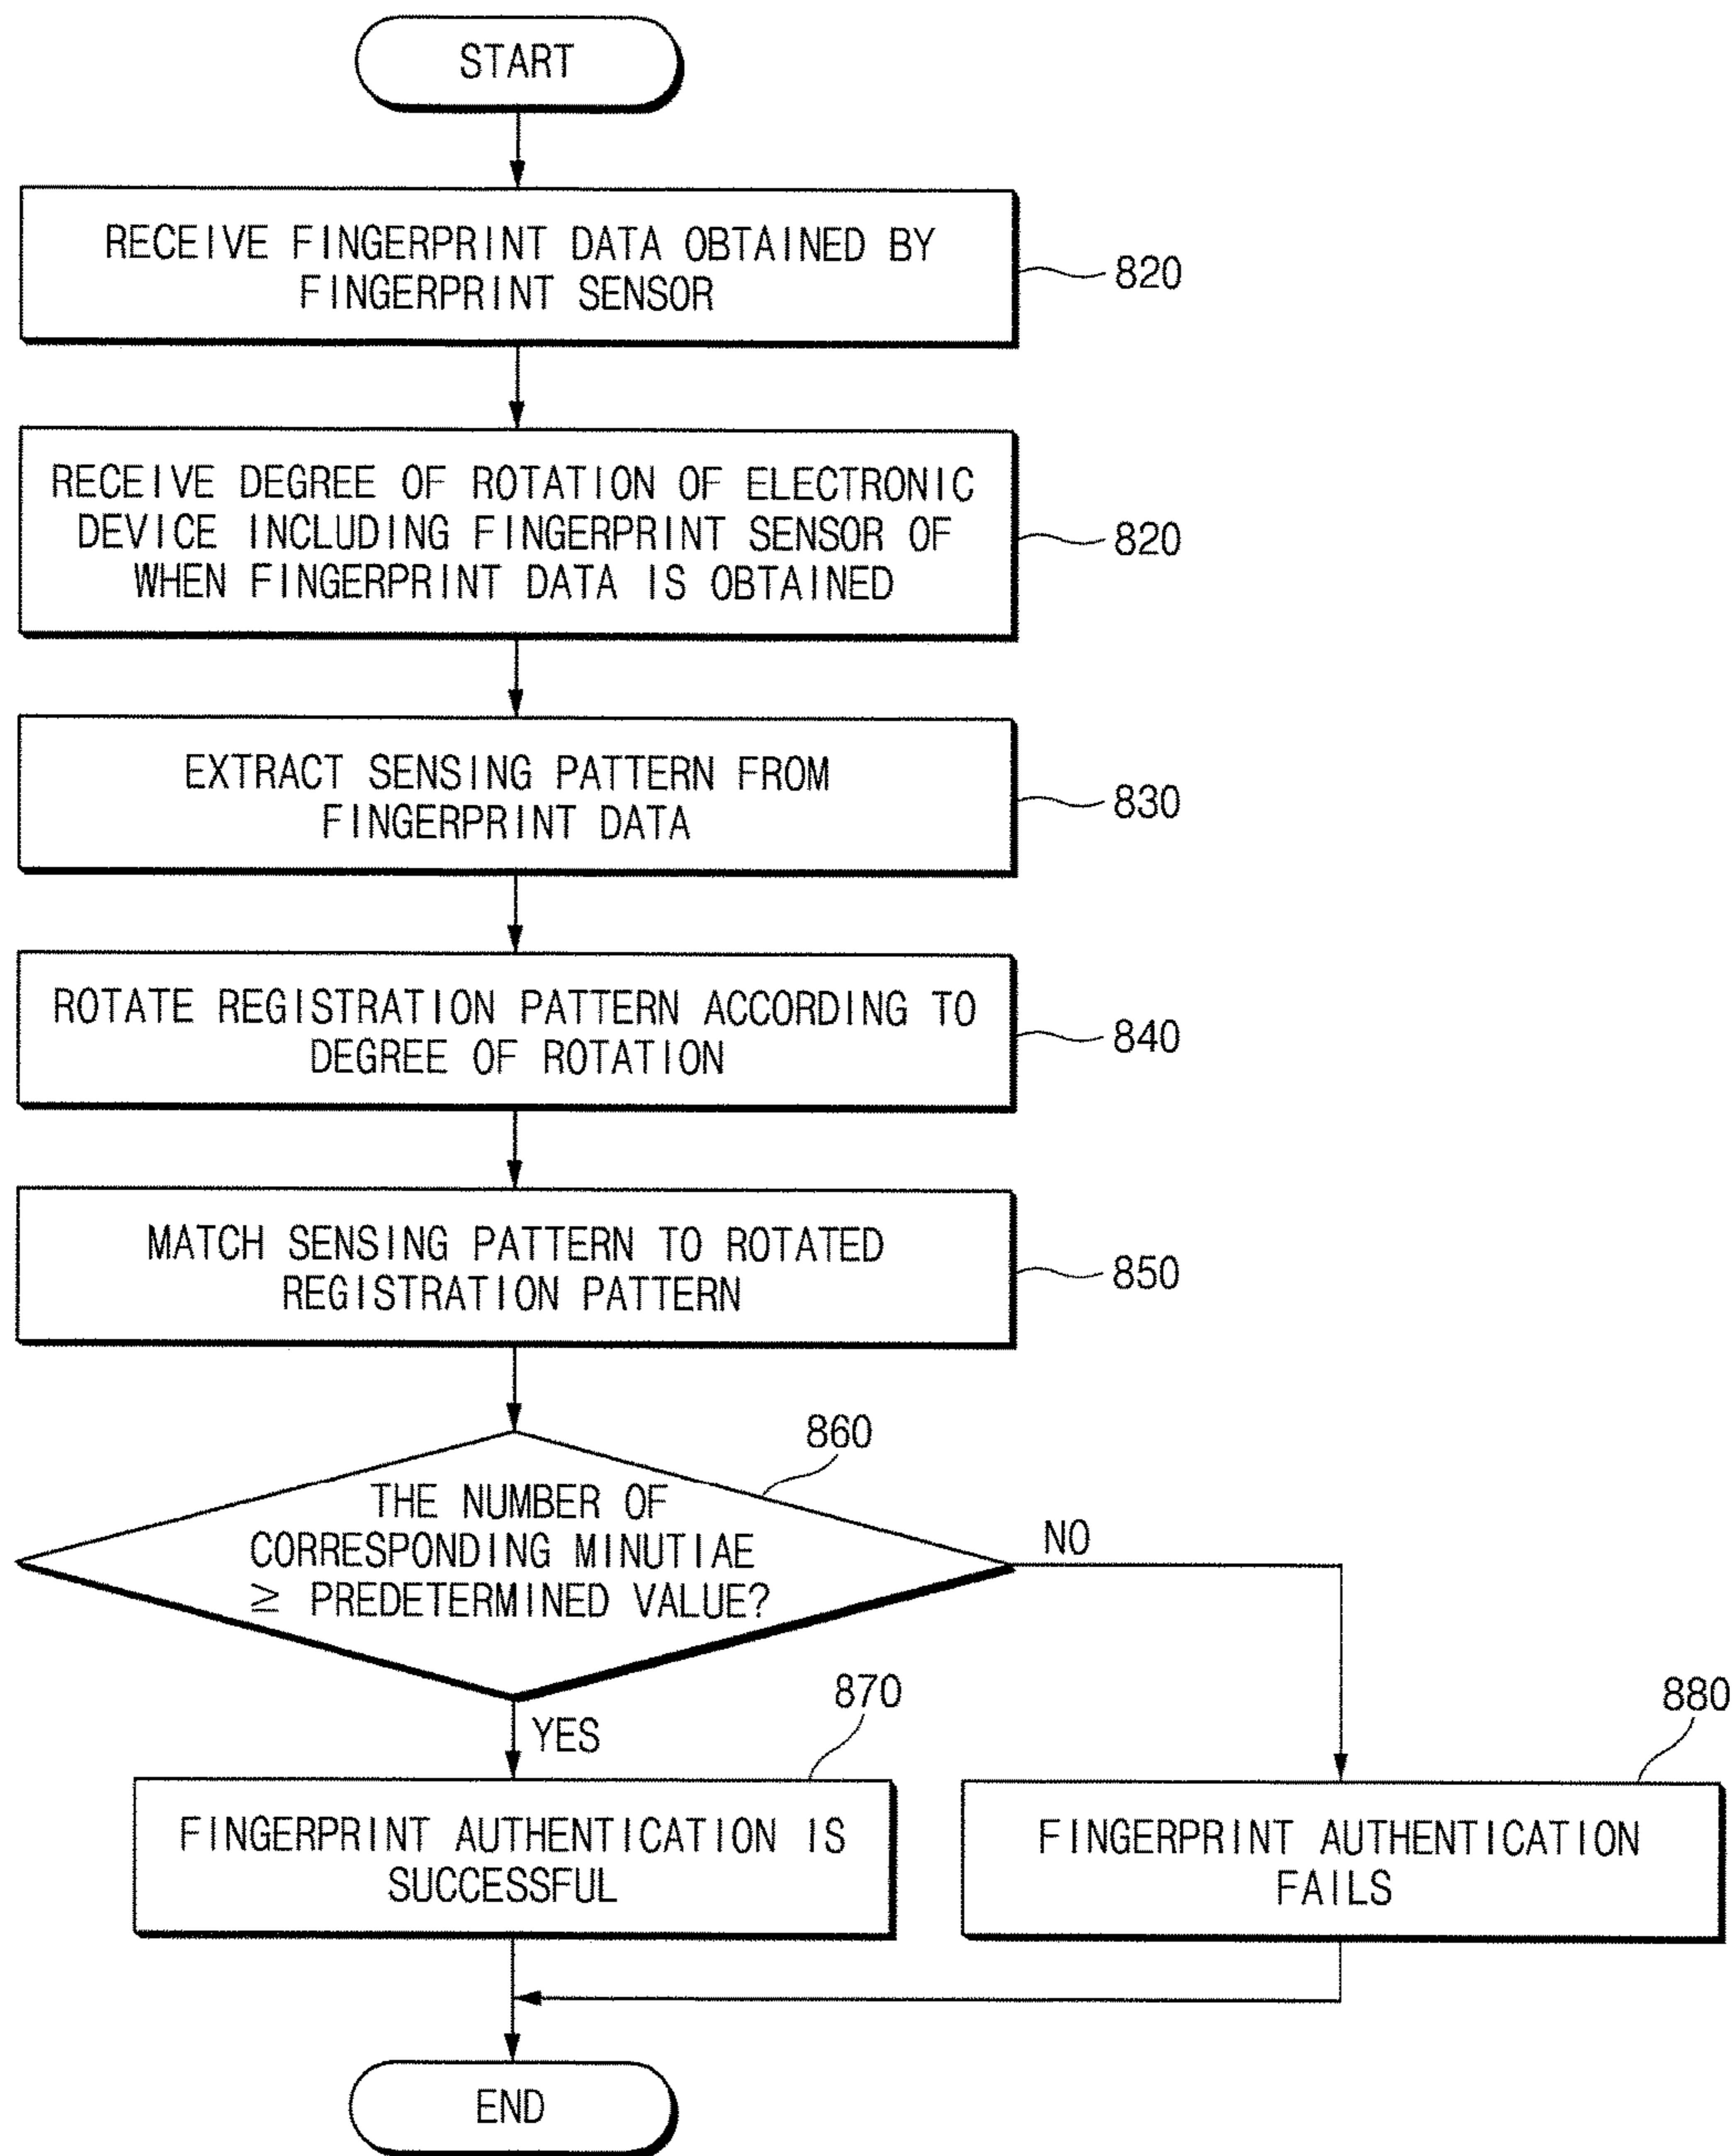 START
RECEIVE FINGERPRINT DATA OBTAINED BY
FINGERPRINT SENSOR
820
RECEIVE DEGREE OF ROTATION OF ELECTRONIC
DEVICE INCLUDING FINGERPRINT SENSOR OF
WHEN FINGERPRINT DATA IS OBTAINED
820
EXTRACT SENSING PATTERN FROM
FINGERPRINT DATA
830
ROTATE REGISTRATION PATTERN ACCORDING TO
DEGREE OF ROTATION
840
MATCH SENSING PATTERN TO ROTATED
REGISTRATION PATTERN
850
860
THE NUMBER OF
CORRESPONDING MINUTIAE
≥ PREDETERMINED VALUE?
NO
YES
870
FINGERPRINT AUTHENTICATION IS
SUCCESSFUL
880
FINGERPRINT AUTHENTICATION
FAILS
END